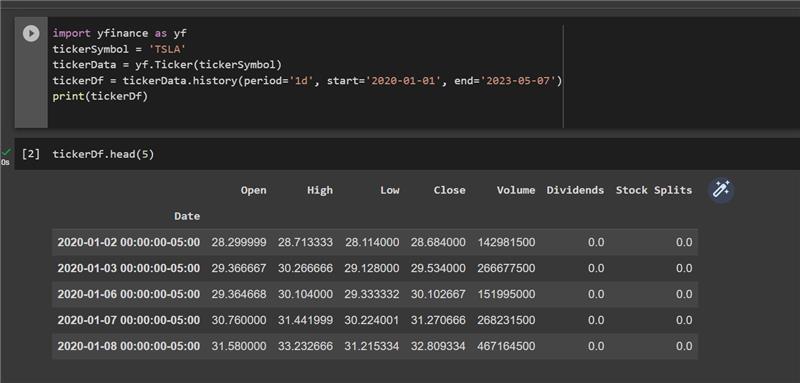 import yfinance as yf
tickerSymbol = 'TSLA'
tickerData = yf.Ticker(tickerSymbol)
tickerDf = tickerData.history(period='1d', start='2020-01-01', end='2023-05-07')
print(tickerDf)
[2] tickerDf.head(5)
0s
Open High Low Close Volume Dividends Stock Splits
Date
2020-01-02 00:00:00-05:00 28.299999 28.713333 28.114000 28.684000 142981500 0.0 0.0
2020-01-03 00:00:00-05:00 29.366667 30.266666 29.128000 29.534000 266677500 0.0 0.0
2020-01-06 00:00:00-05:00 29.364668 30.104000 29.333332 30.102667 151995000 0.0 0.0
2020-01-07 00:00:00-05:00 30.760000 31.441999 30.224001 31.270666 268231500 0.0 0.0
2020-01-08 00:00:00-05:00 31.580000 33.232666 31.215334 32.809334 467164500 0.0 0.0